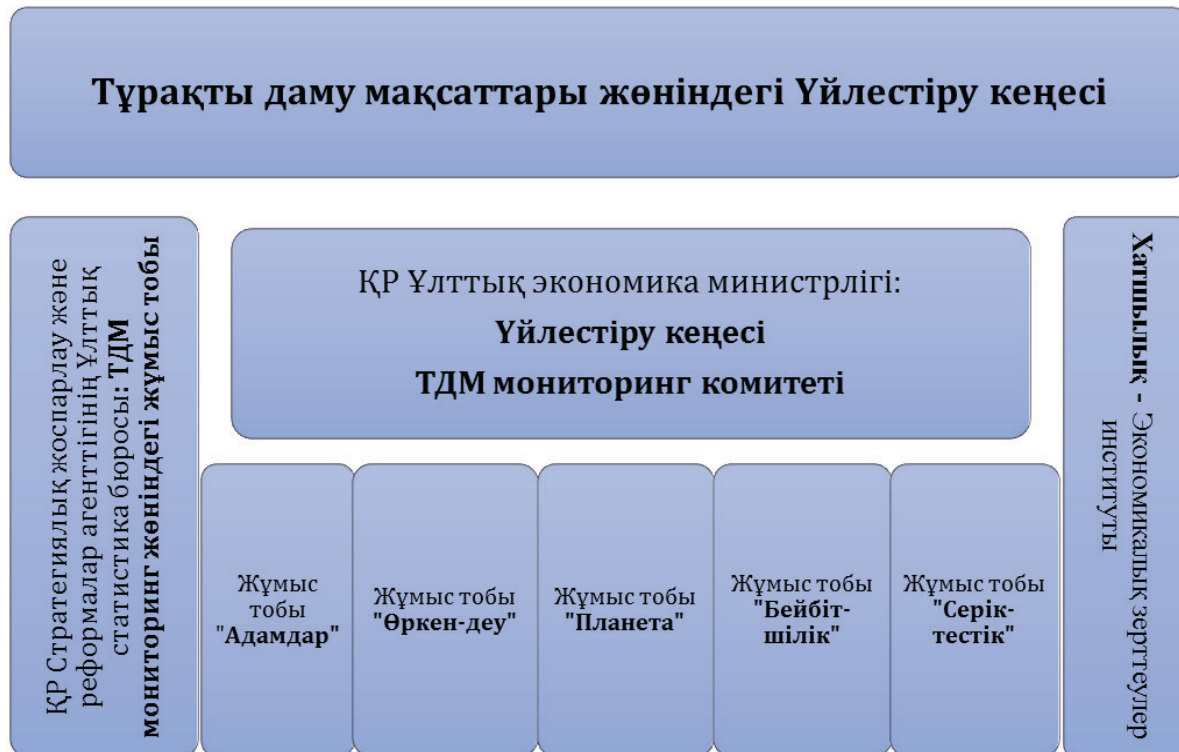 Тұрақты даму мақсаттары жөніндегі Үйлестіру кеңесі
ҚР Стратегиялық жоспарлау және
реформалар агенттігінің Ұлттық
статистика бюросы: ТДМ
мониторинг жөніндегі жұмыс тобы
ҚР Ұлтттық экономика министрлігі:
Үйлестіру кеңесі
ТДМ мониторинг комитеті
Жұмыс
тобы
"Адамдар"
Жұмыс тобы
"Өркен-деу"
Жұмыс тобы
"Планета"
Жұмыс тобы
"Бейбіт-
шілік"
Жұмыс тобы
"Серік-
тестік"
Хатшылық - Экономикалық зерттеулер
институты